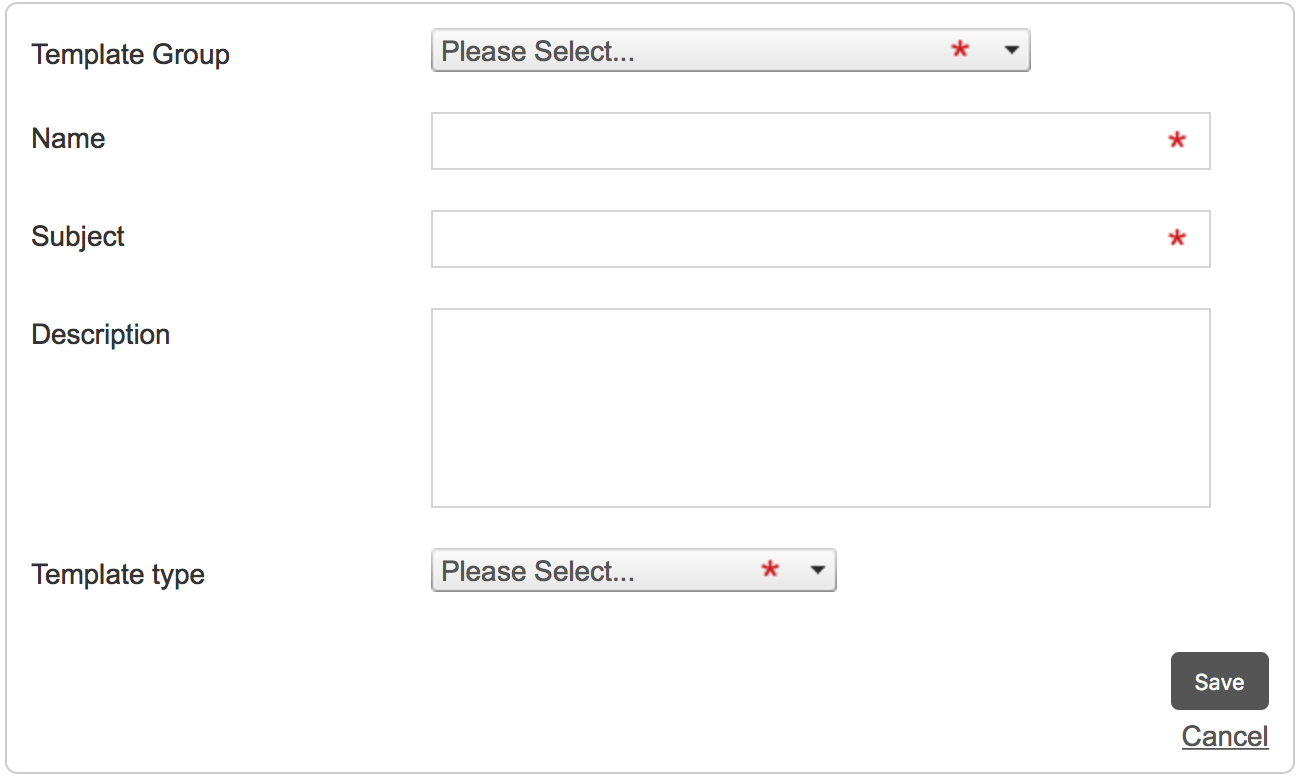 Template Group
Please Select... *
Name *
Subject *
Description
Template type
Please Select... *
Save
Cancel